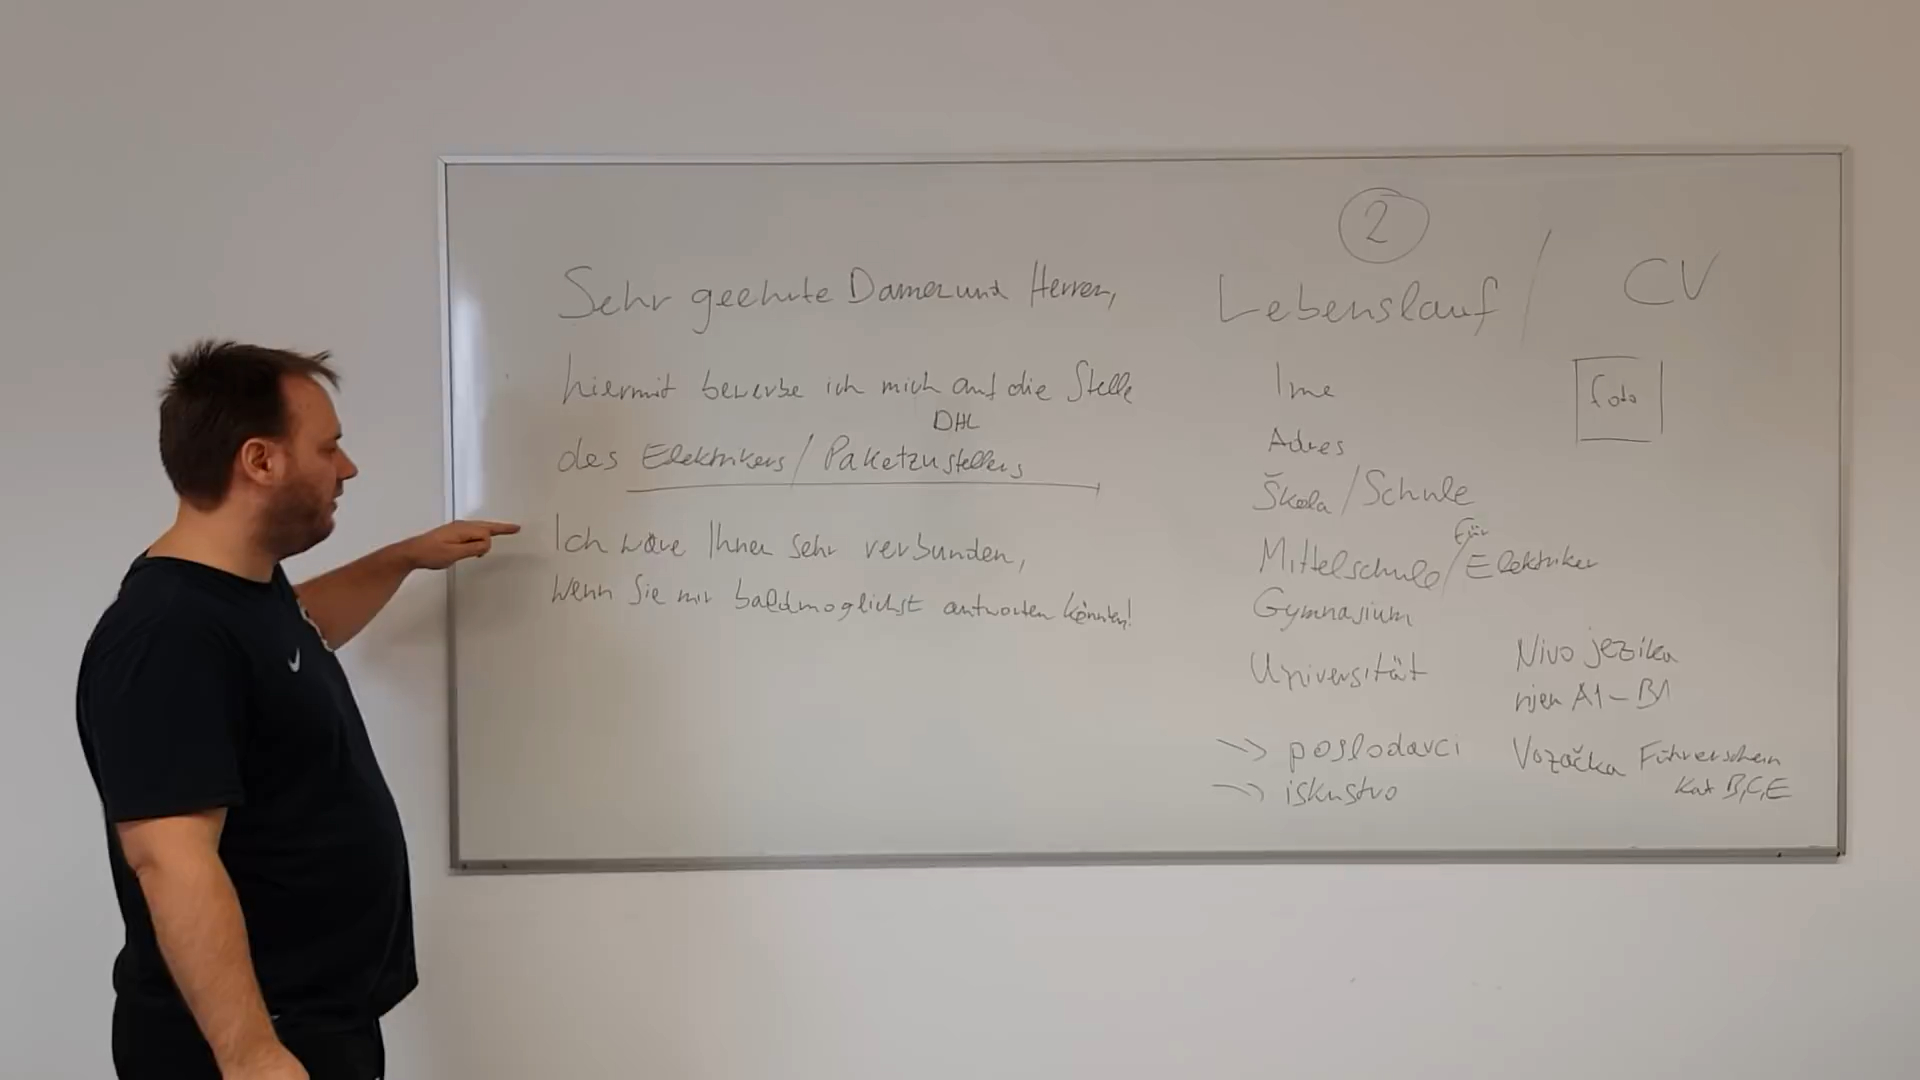 Sehr geehrte Damen und Herren,
hiermit bewerbe ich mich auf die Stelle
DHL
des Elektrikers / Paketzustellers
Ich wäre Ihnen sehr verbunden,
wenn Sie mir baldmöglichst antworten könnten!
2
Lebenslauf / CV
foto
Ime
Adres
Škola / Schule
Mittelschule / für Elektriker
Gymnasium
Universität
→ poslodavci
→ iskustvo
Nivo jezika
njem A1 - B1
Vozačka Führerschein
Kat B, C, E